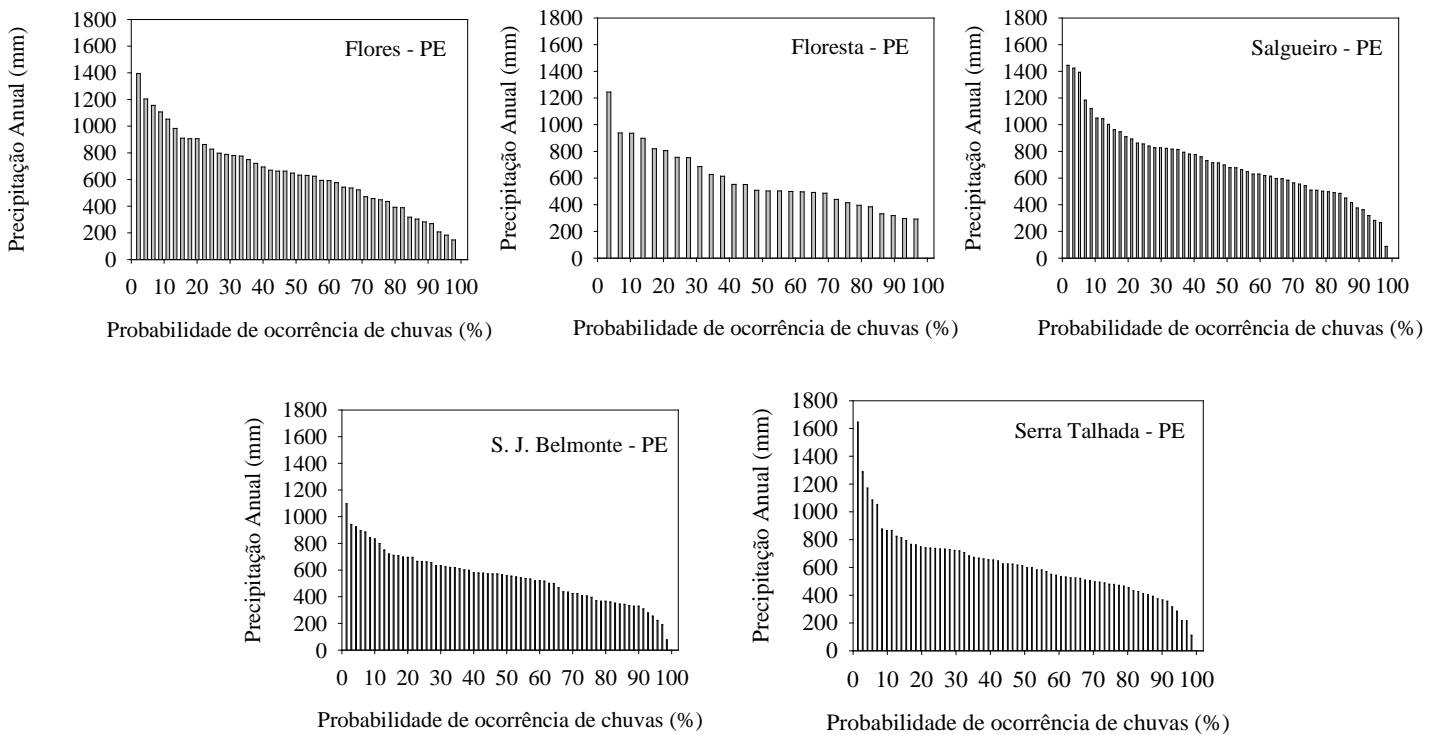 Flores - PE
Precipitação Anual (mm)
1800
1600
1400
1200
1000
800
600
400
200
0
0 10 20 30 40 50 60 70 80 90 100
Probabilidade de ocorrência de chuvas (%)
Floresta - PE
Precipitação Anual (mm)
1800
1600
1400
1200
1000
800
600
400
200
0
0 10 20 30 40 50 60 70 80 90 100
Probabilidade de ocorrência de chuvas (%)
Salgueiro - PE
Precipitação Anual (mm)
1800
1600
1400
1200
1000
800
600
400
200
0
0 10 20 30 40 50 60 70 80 90 100
Probabilidade de ocorrência de chuvas (%)
S. J. Belmonte - PE
Precipitação Anual (mm)
1800
1600
1400
1200
1000
800
600
400
200
0
0 10 20 30 40 50 60 70 80 90 100
Probabilidade de ocorrência de chuvas (%)
Serra Talhada - PE
Precipitação Anual (mm)
1800
1600
1400
1200
1000
800
600
400
200
0
0 10 20 30 40 50 60 70 80 90 100
Probabilidade de ocorrência de chuvas (%)